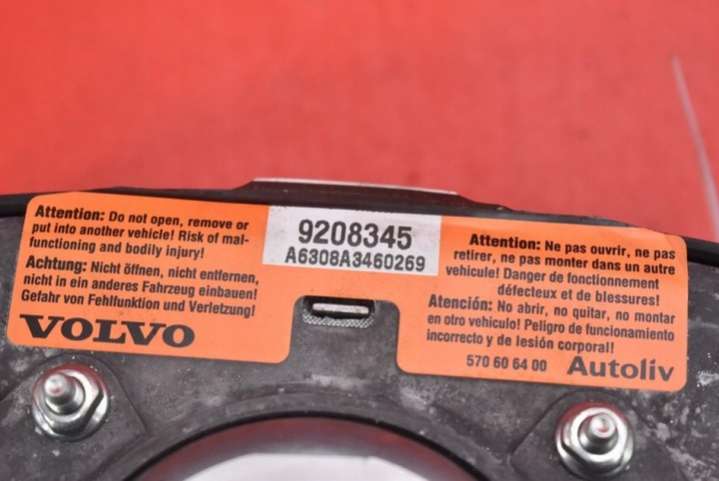 Attention: Do not open, remove or
put into another vehicle! Risk of mal-
functioning and bodily injury!
Achtung: Nicht öffnen, nicht entfernen,
nicht in ein anderes Fahrzeug einbauen!
Gefahr von Fehlfunktion und Verletzung!
VOLVO
9208345
A6308A3460269
Attention: Ne pas ouvrir, ne pas
retirer, ne pas monter dans un autre
vehicule! Danger de fonctionnement
défecteux et de blessures!
Atención: No abrir, no quitar, no montar
en otro vehiculo! Peligro de funcionamiento
incorrecto y de lesión corporal!
570 60 64 00 Autoliv